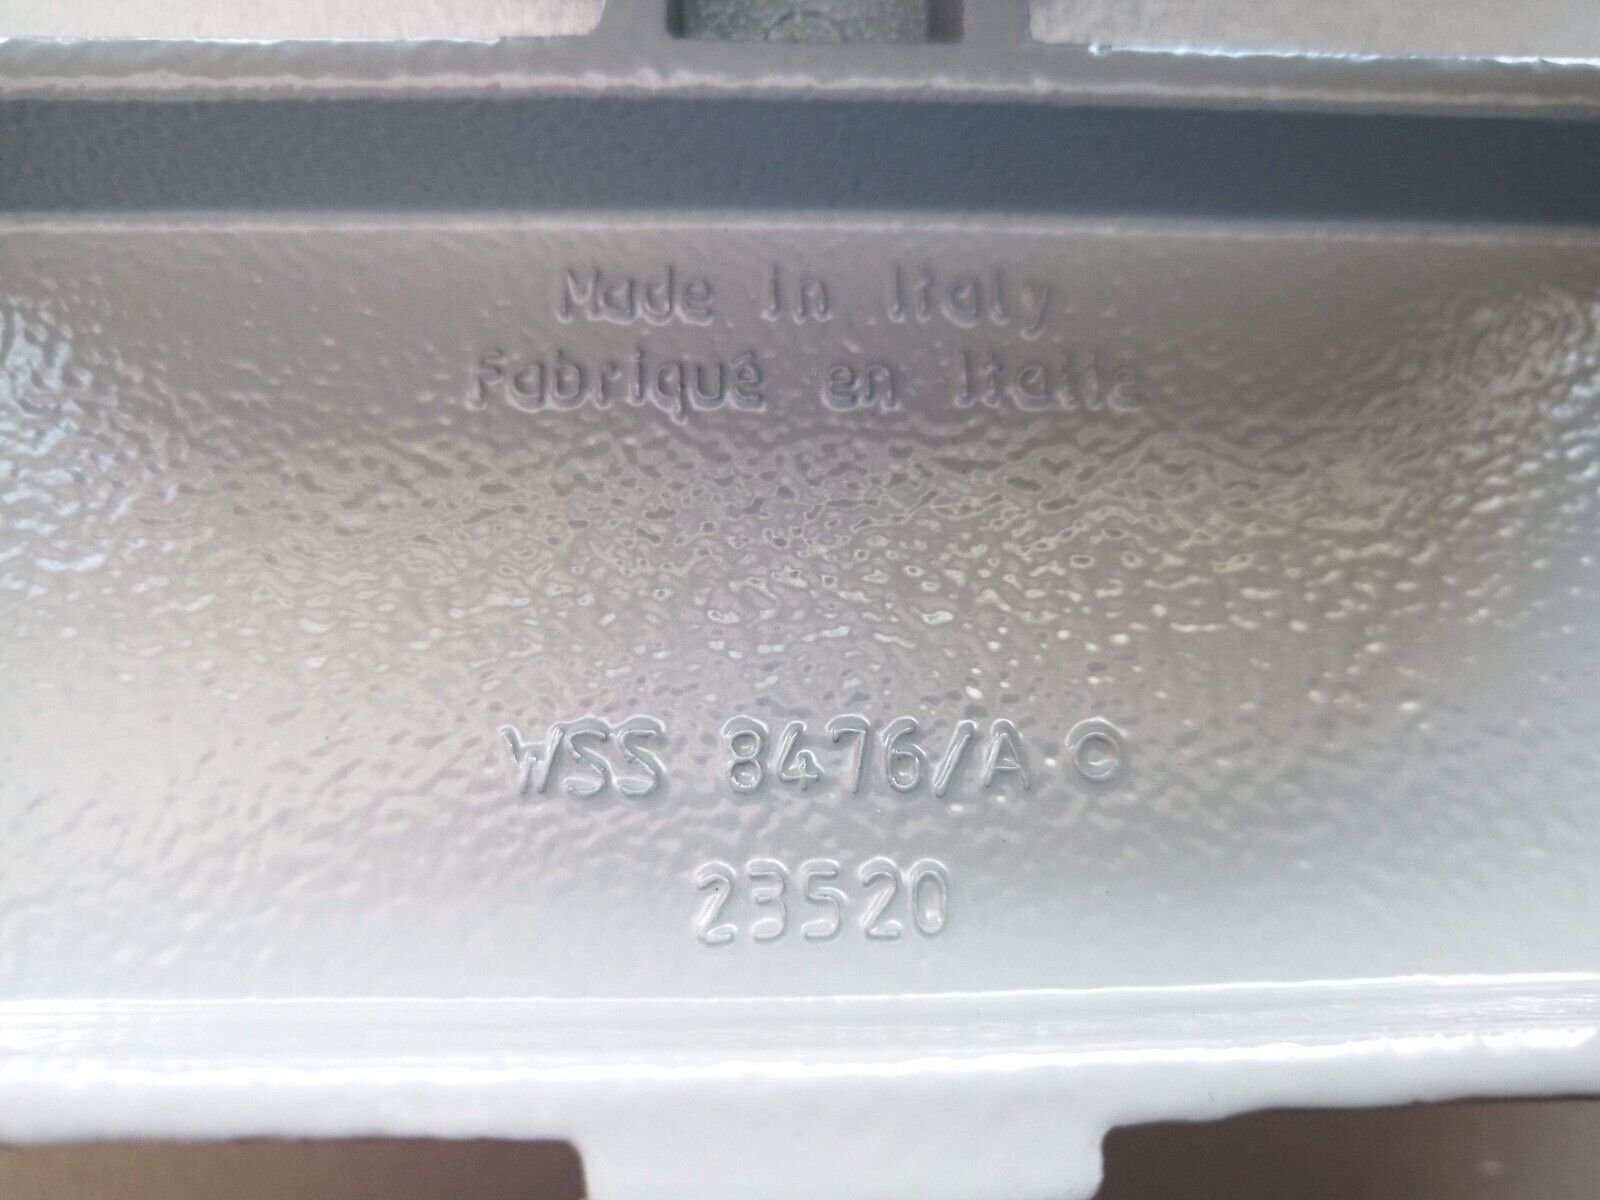 Made in Italy
Fabriqué en Italie
WSS 8476/A ©
23520